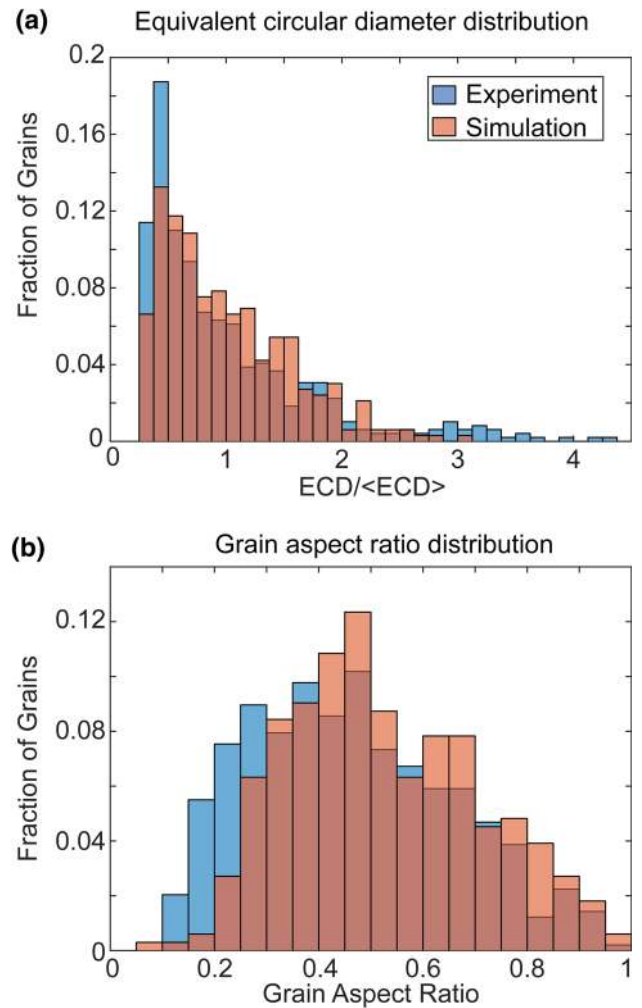 (a) Equivalent circular diameter distribution
0.2
Experiment
Simulation
0.16
0.12
0.08
0.04
0
Fraction of Grains
0 1 2 3 4
ECD/<ECD>
(b) Grain aspect ratio distribution
0.12
0.08
0.04
0
Fraction of Grains
0 0.2 0.4 0.6 0.8 1
Grain Aspect Ratio